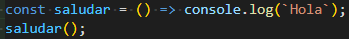 const saludar = () => console.log(`Hola`);
saludar();